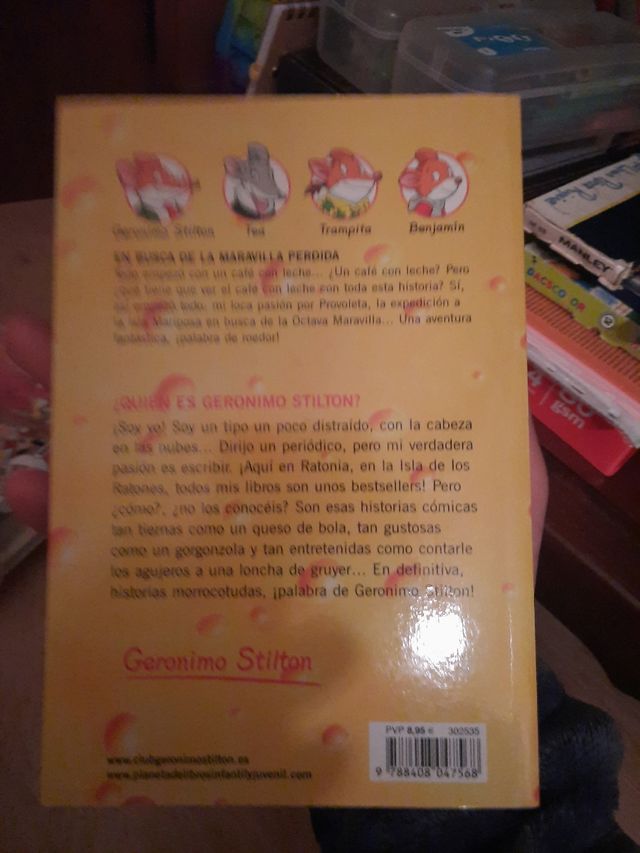 Geronimo Stilton
Tea
Trampita
Benjamín
EN BUSCA DE LA MARAVILLA PERDIDA
Todo empezó con un café con leche... ¿Un café con leche? Pero
¿qué tiene que ver el café con leche con toda esta historia? Sí,
así empezó todo: mi loca pasión por Provoleta, la expedición a
la isla Mariposa en busca de la Octava Maravilla... Una aventura
fantástica, ¡palabra de roedor!
¿QUIÉN ES GERONIMO STILTON?
¡Soy yo! Soy un tipo un poco distraído, con la cabeza
en las nubes... Dirijo un periódico, pero mi verdadera
pasión es escribir. ¡Aquí en Ratonia, en la Isla de los
Ratones, todos mis libros son unos bestsellers! Pero
¿cómo?, ¿no los conocéis? Son esas historias cómicas
tan tiernas como un queso de bola, tan gustosas
como un gorgonzola y tan entretenidas como contarle
los agujeros a una loncha de gruyer... En definitiva,
historias morrocotudas, ¡palabra de Geronimo Stilton!
Geronimo Stilton
PVP 8,95 € 302535
9 788408 047568
www.clubgeronimostilton.es
www.planetadelibrosinfantilyjuvenil.com
MANLEY
DACSCOLOR
gsm